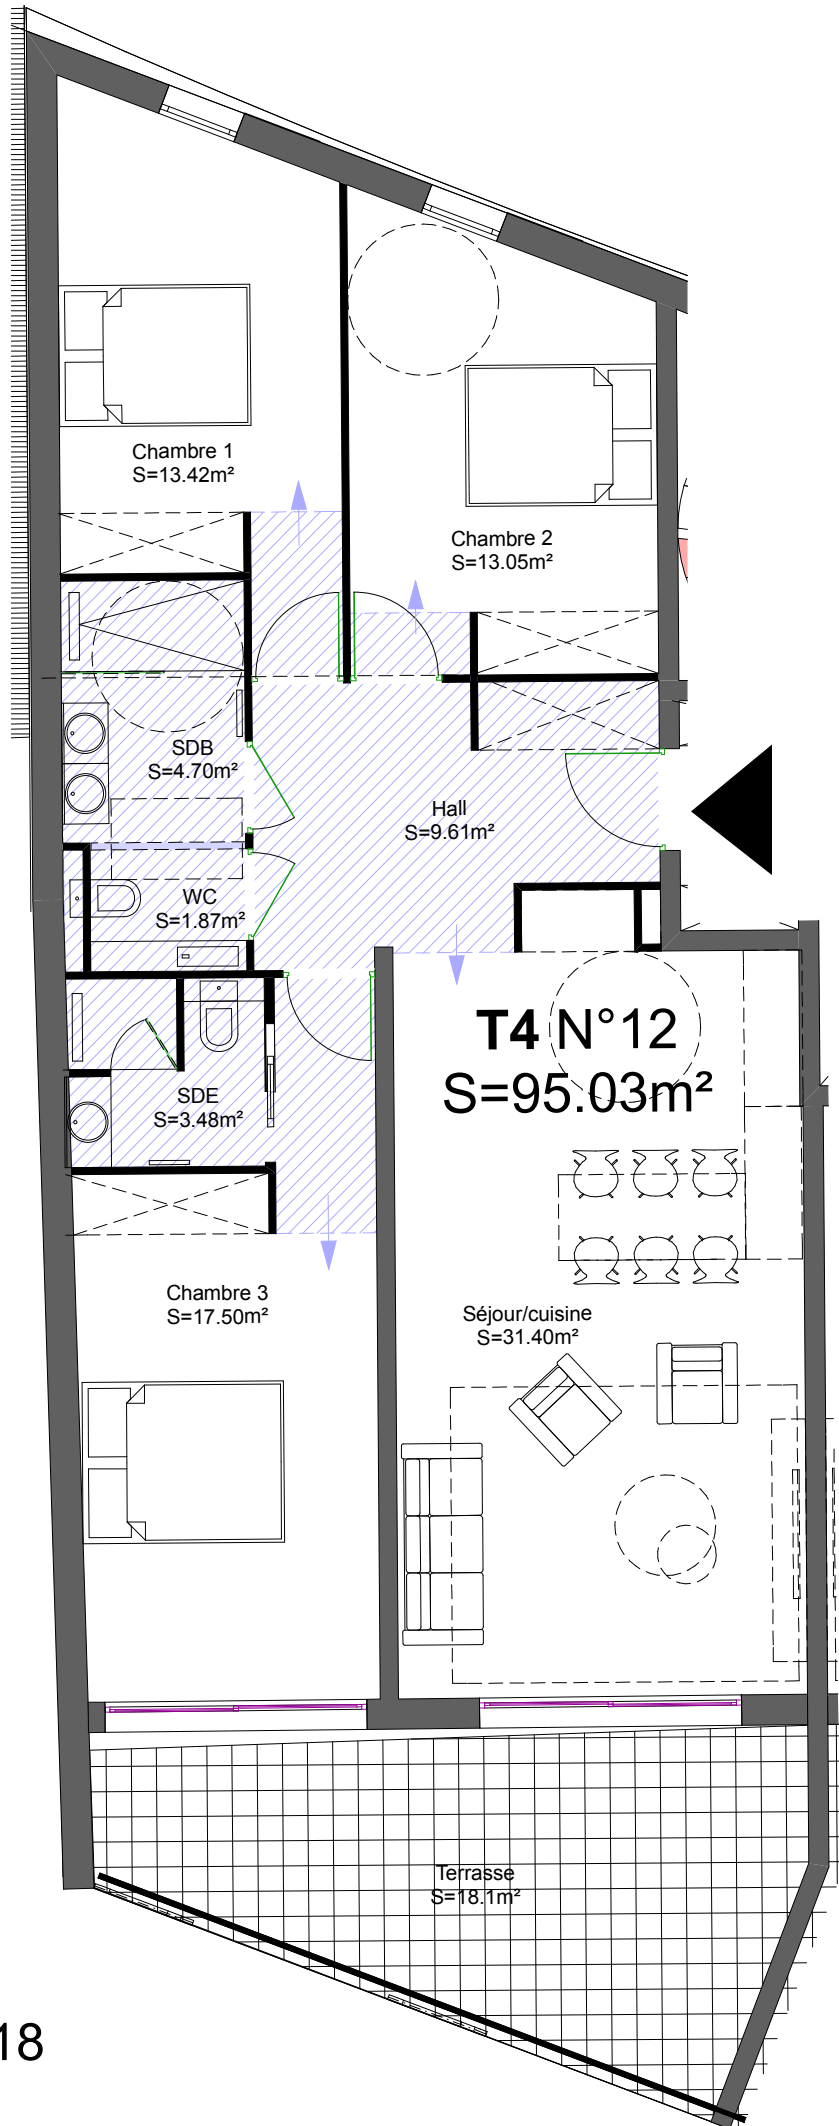 Chambre 1
S=13.42m²
Chambre 2
S=13.05m²
SDB
S=4.70m²
Hall
S=9.61m²
WC
S=1.87m²
T4 N°12
S=95.03m²
SDE
S=3.48m²
Chambre 3
S=17.50m²
Séjour/cuisine
S=31.40m²
Terrasse
S=18.1m²
18